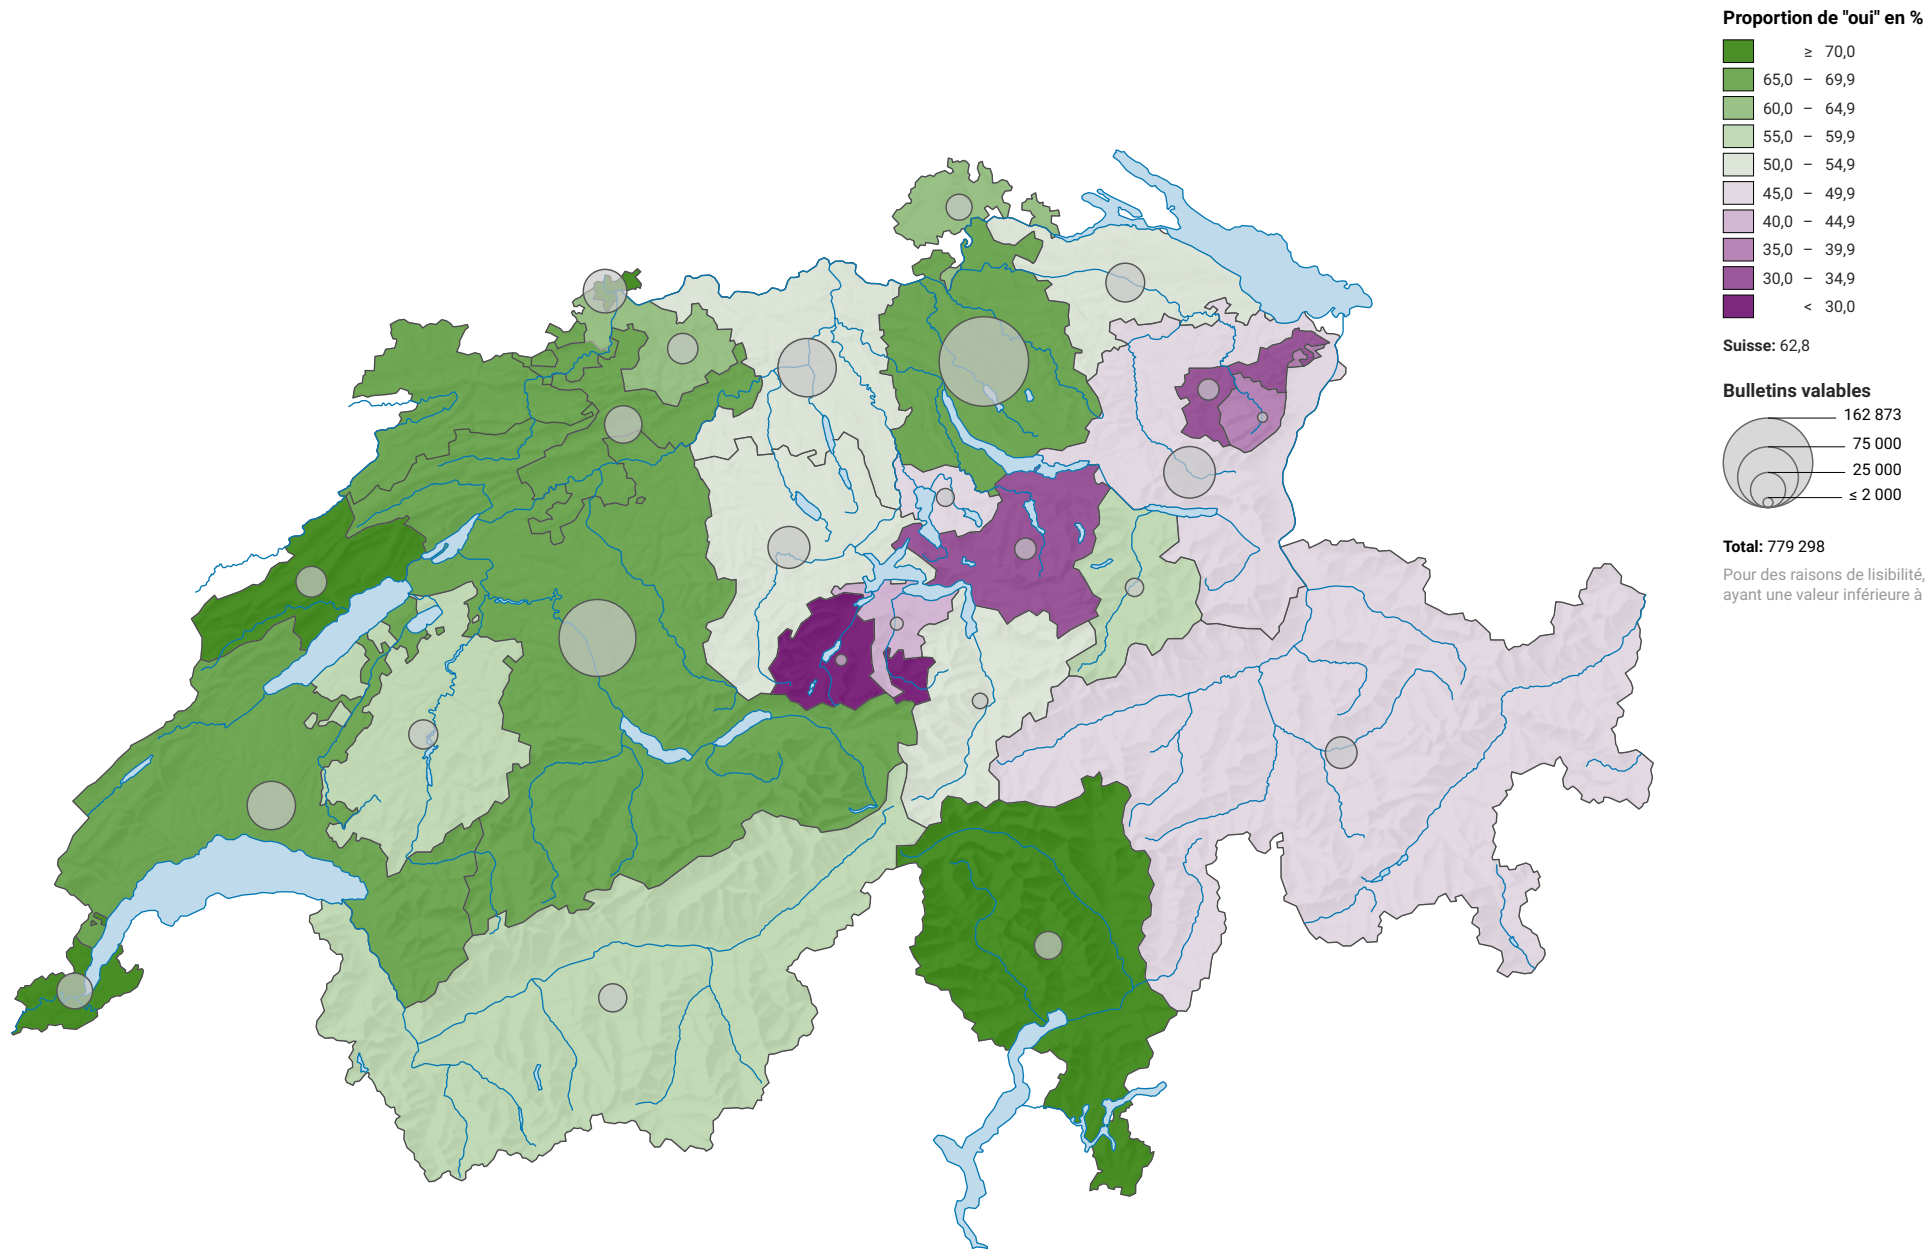 Proportion de "oui" en %
≥ 70,0
65,0 – 69,9
60,0 – 64,9
55,0 – 59,9
50,0 – 54,9
45,0 – 49,9
40,0 – 44,9
35,0 – 39,9
30,0 – 34,9
< 30,0
Suisse: 62,8
Bulletins valables
162 873
75 000
25 000
≤ 2 000
Total: 779 298
Pour des raisons de lisibilité,
ayant une valeur inférieure à